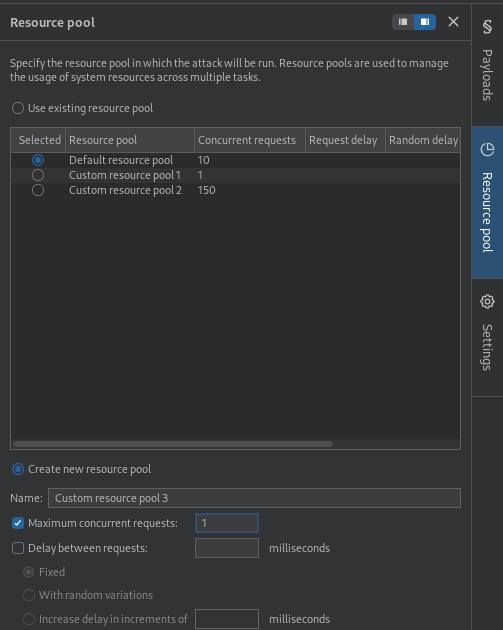 Resource pool
Specify the resource pool in which the attack will be run. Resource pools are used to manage
the usage of system resources across multiple tasks.
Use existing resource pool
Selected Resource pool Concurrent requests Request delay Random delay
Default resource pool 10
Custom resource pool 1 1
Custom resource pool 2 150
Create new resource pool
Name: Custom resource pool 3
Maximum concurrent requests: 1
Delay between requests: milliseconds
Fixed
With random variations
Increase delay in increments of milliseconds
§
Payloads
Resource pool
Settings